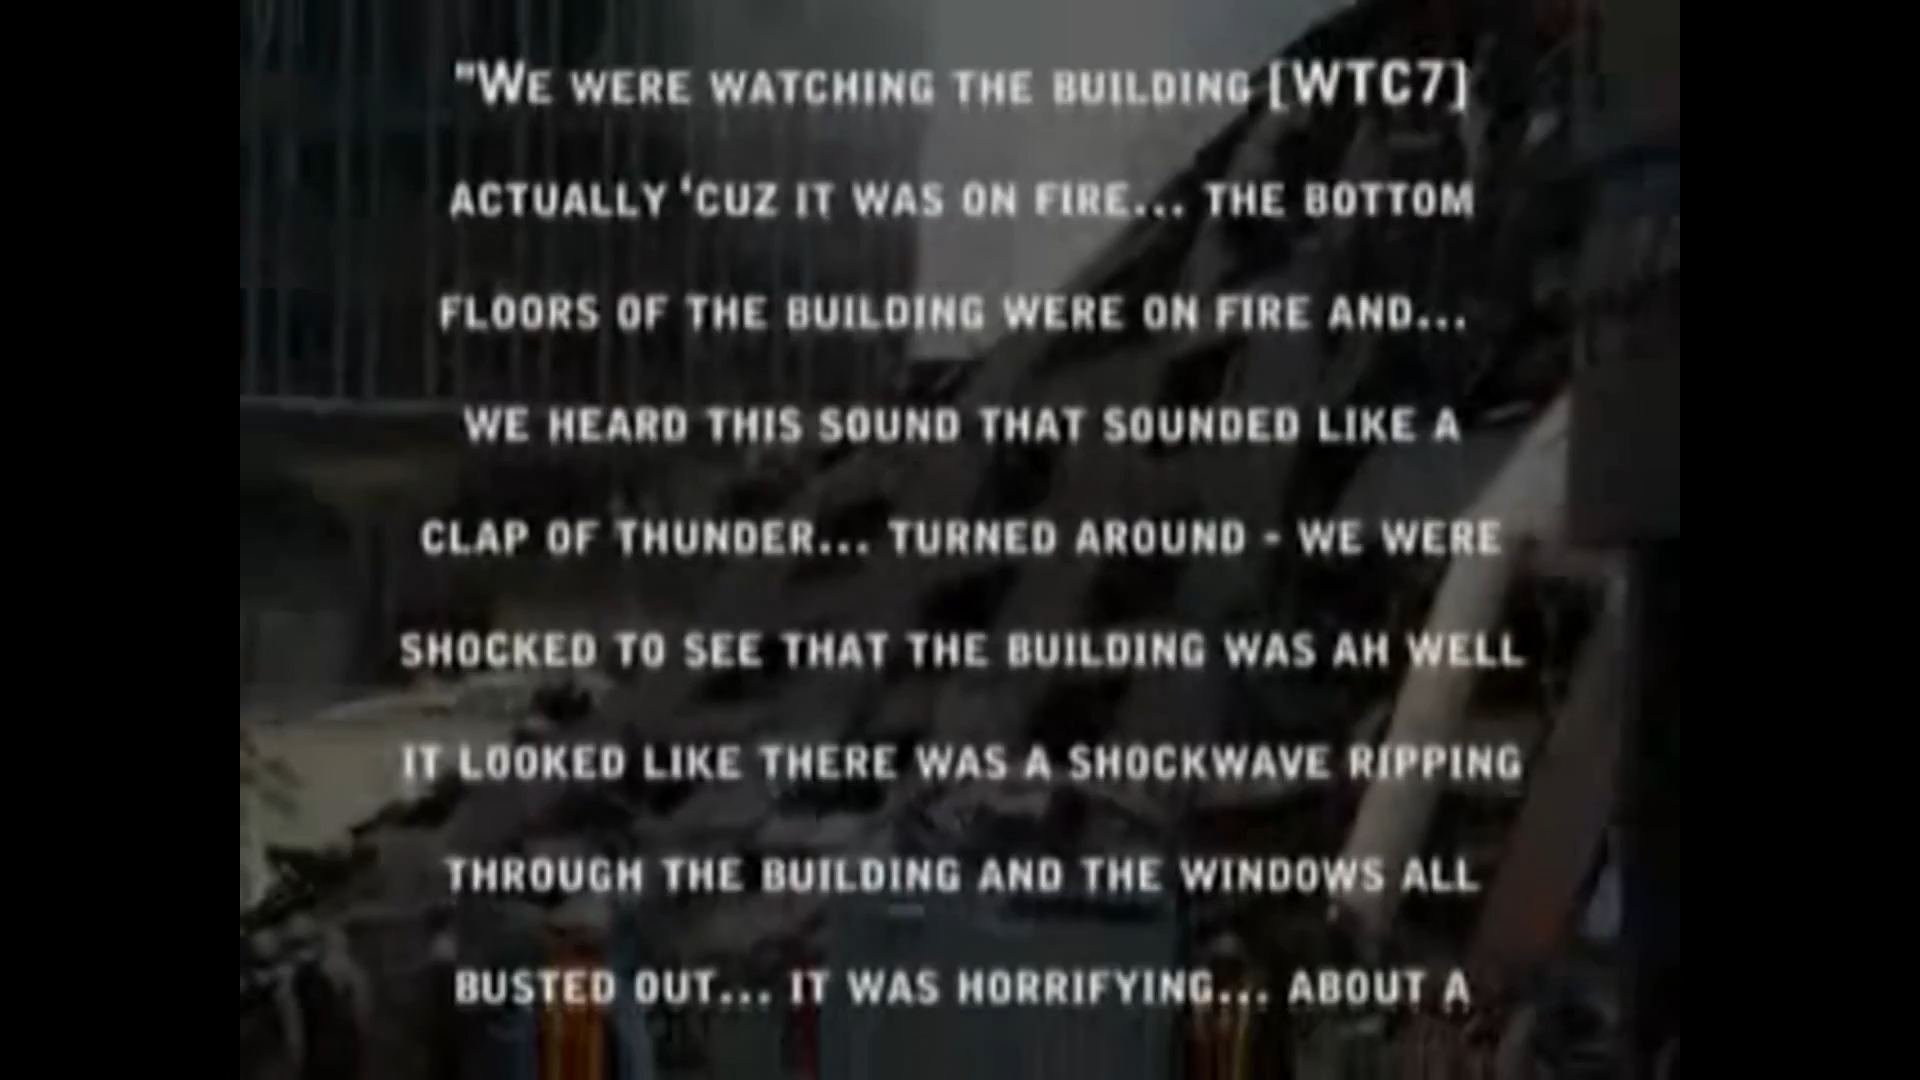 "We were watching the building [WTC7]
actually 'cuz it was on fire... the bottom
floors of the building were on fire and...
we heard this sound that sounded like a
clap of thunder... turned around - we were
shocked to see that the building was ah well
it looked like there was a shockwave ripping
through the building and the windows all
busted out... it was horrifying... about a